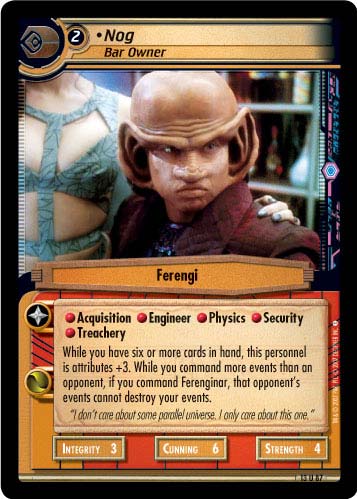 2
•Nog
Bar Owner
Ferengi
Acquisition Engineer Physics Security
Treachery
While you have six or more cards in hand, this personnel
is attributes +3. While you command more events than an
opponent, if you command Ferenginar, that opponent's
events cannot destroy your events.
"I don't care about some parallel universe. I only care about this one."
Integrity 3 Cunning 6 Strength 4
13 U 87